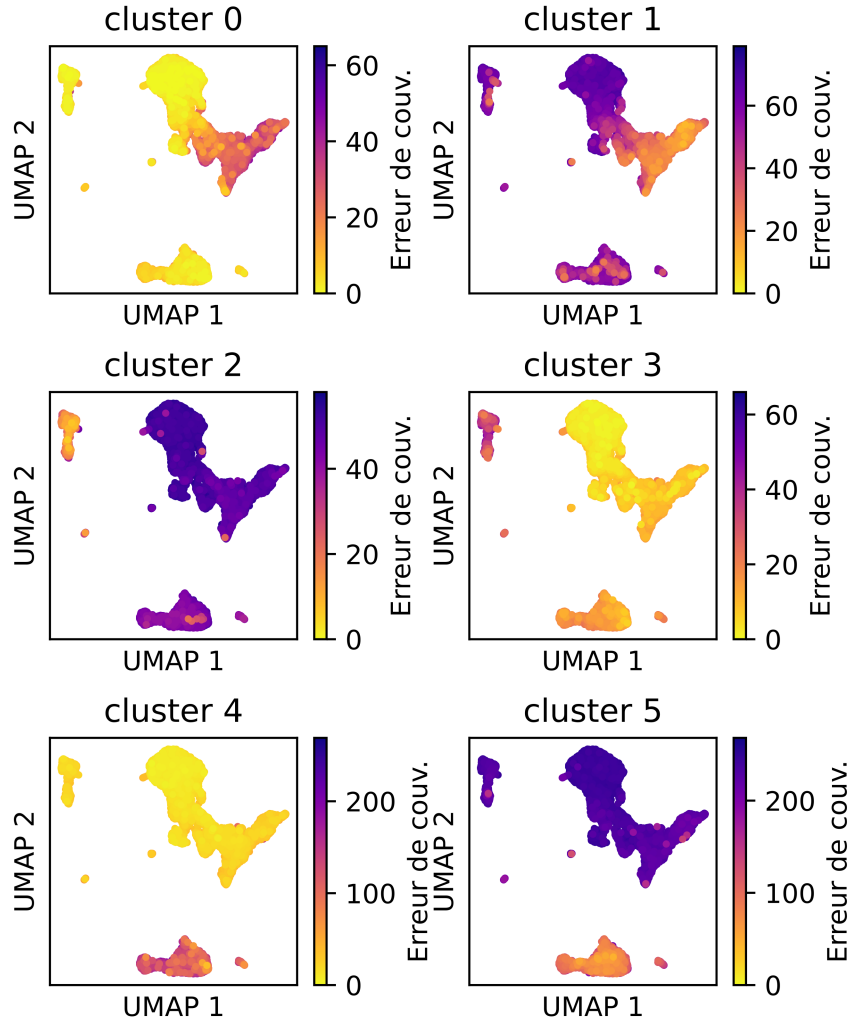 cluster 0
cluster 1
UMAP 2
60
40
20
0
Erreur de couv.
UMAP 2
60
40
20
0
Erreur de couv.
UMAP 1
UMAP 1
cluster 2
cluster 3
UMAP 2
40
20
0
Erreur de couv.
UMAP 2
60
40
20
0
Erreur de couv.
UMAP 1
UMAP 1
cluster 4
cluster 5
UMAP 2
200
100
0
Erreur de couv.
UMAP 2
200
100
0
Erreur de couv.
UMAP 1
UMAP 1